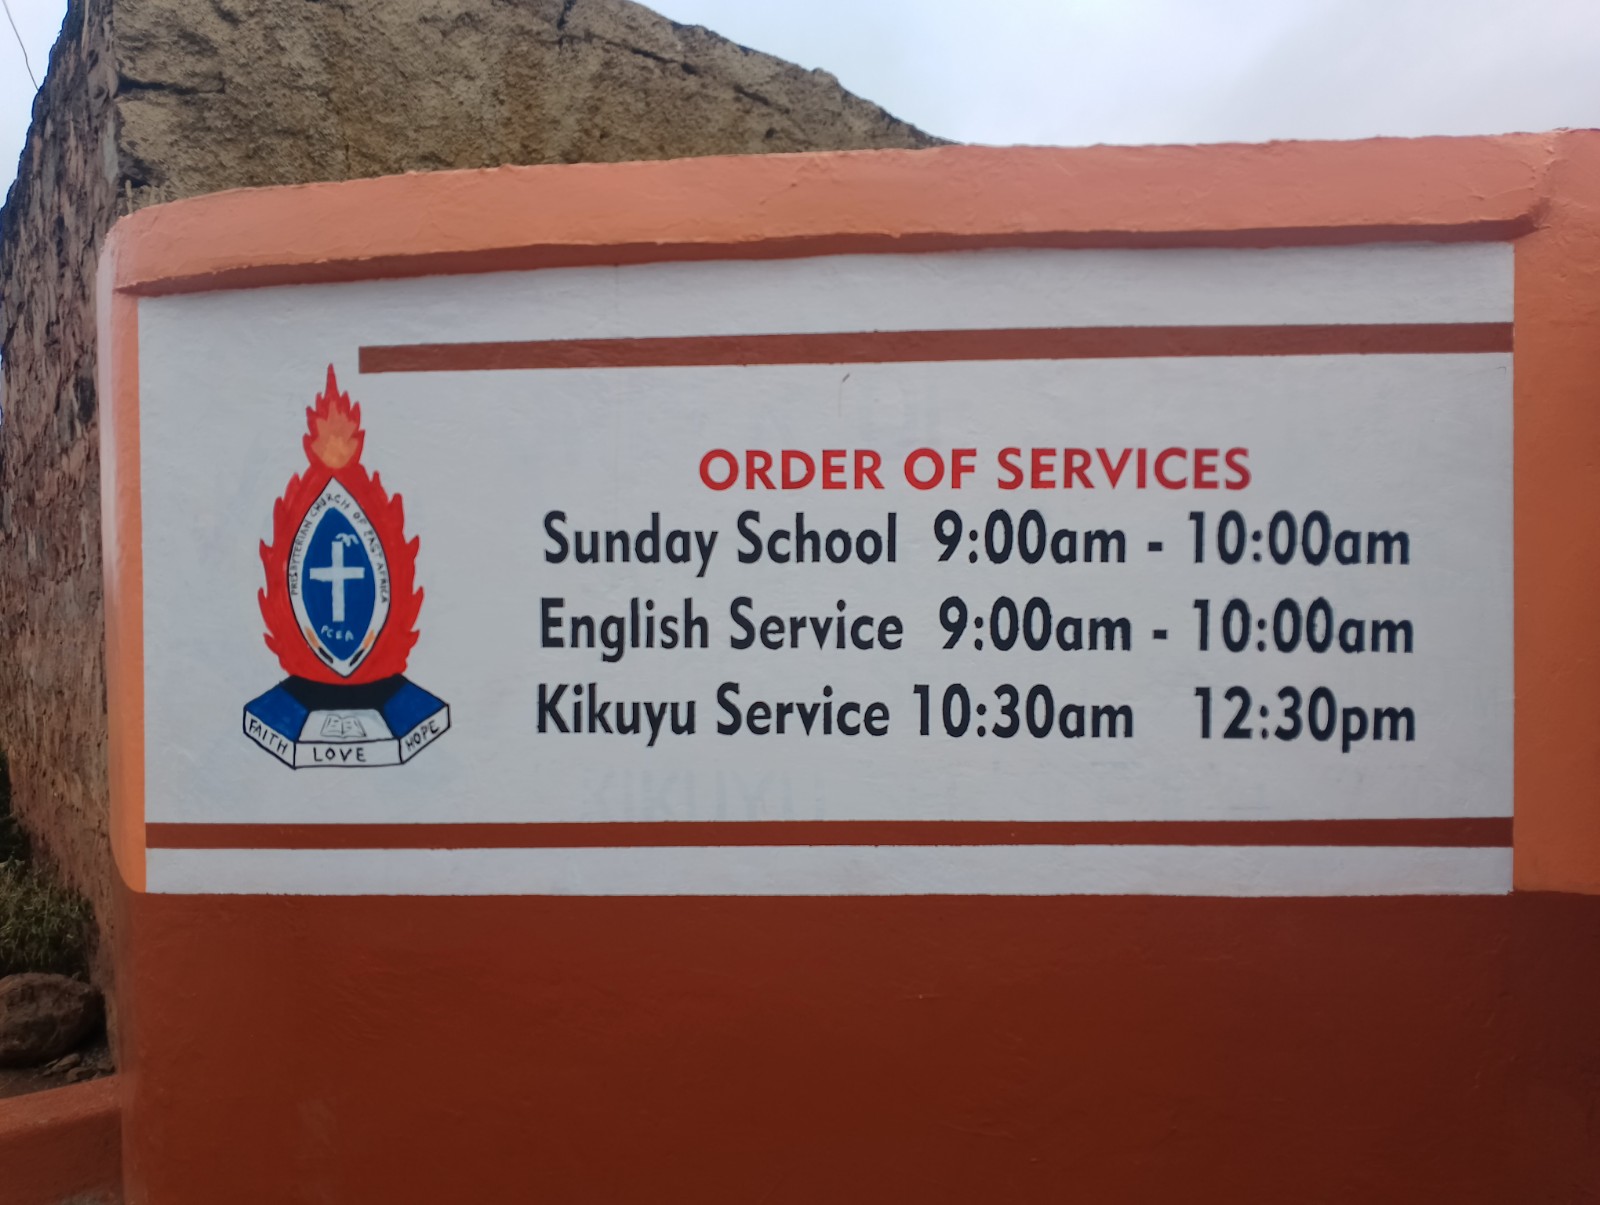 PRESBYTERIAN CHURCH OF EAST AFRICA
PCEA
FAITH LOVE HOPE
ORDER OF SERVICES
Sunday School 9:00am - 10:00am
English Service 9:00am - 10:00am
Kikuyu Service 10:30am 12:30pm
KIKUYU